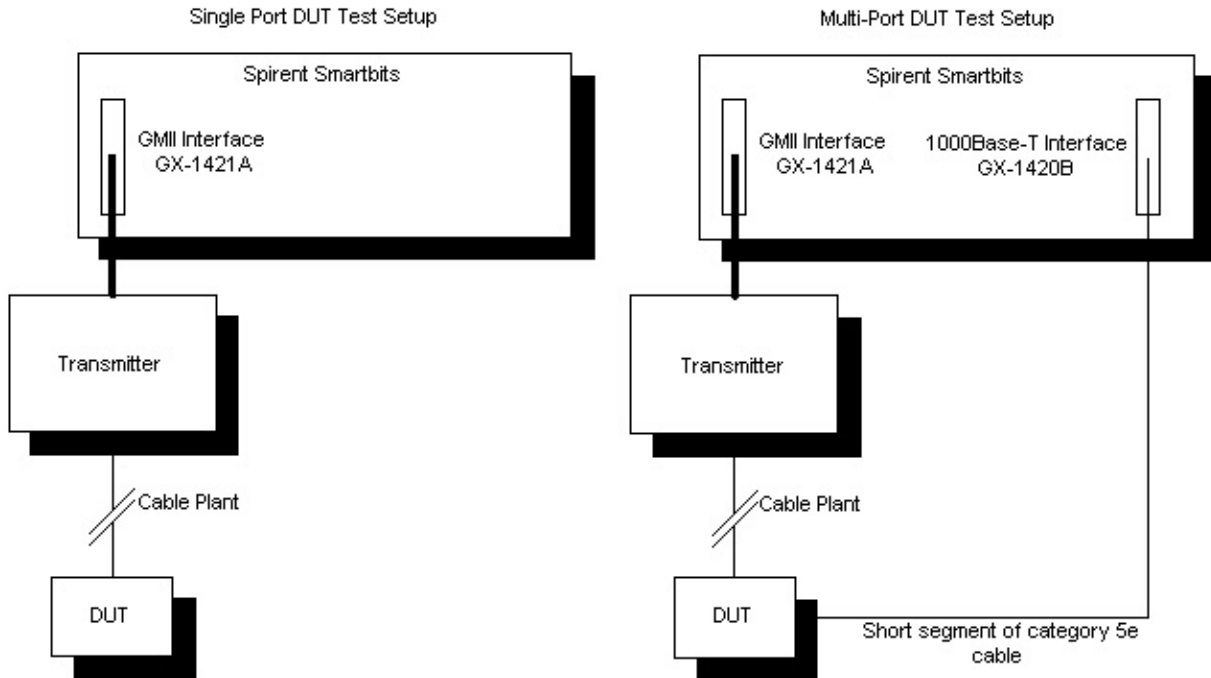 Single Port DUT Test Setup
Spirent Smartbits
GMII Interface
GX-1421A
Transmitter
Cable Plant
DUT
Multi-Port DUT Test Setup
Spirent Smartbits
GMII Interface
GX-1421A
1000Base-T Interface
GX-1420B
Transmitter
Cable Plant
DUT
Short segment of category 5e
cable